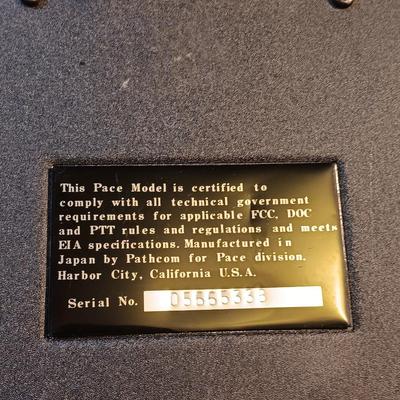 This Pace Model is certified to
comply with all technical government
requirements for applicable FCC, DOC
and PTT rules and regulations and meets
EIA specifications. Manufactured in
Japan by Pathcom for Pace division.
Harbor City, California U.S.A.
Serial No. 05565333